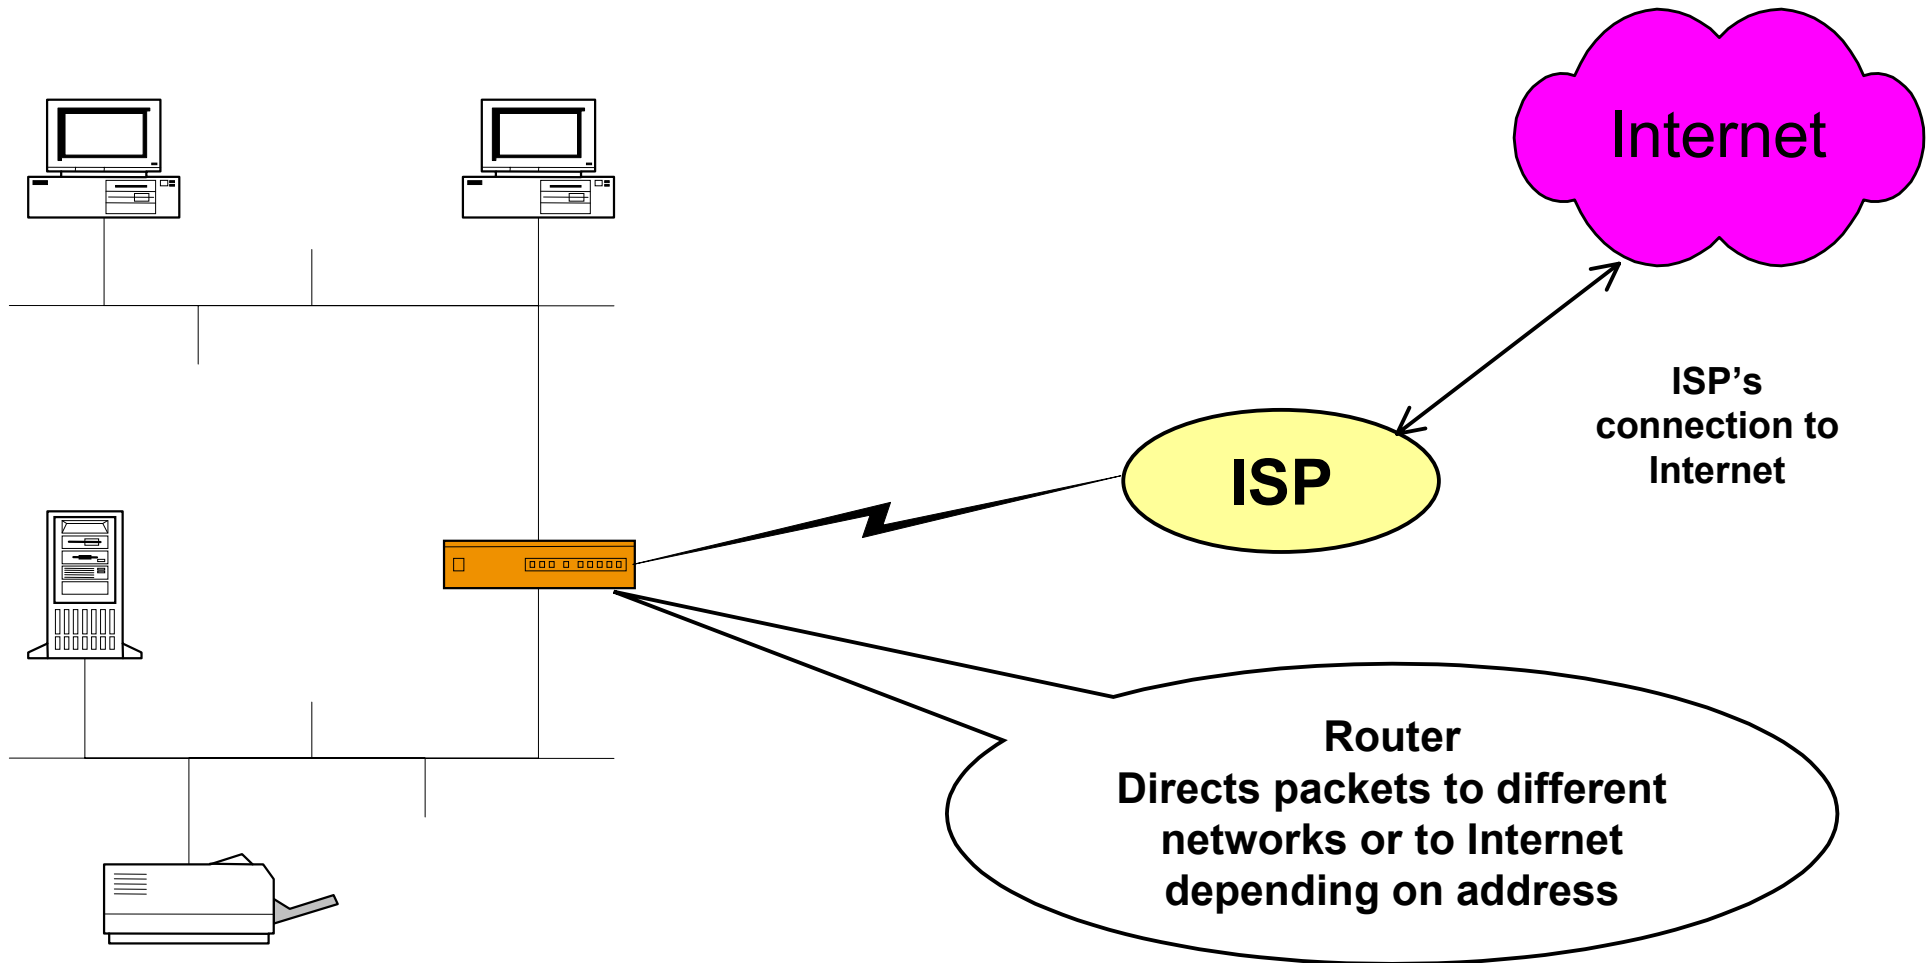 Internet
ISP’s
connection to
Internet
ISP
Router
Directs packets to different
networks or to Internet
depending on address